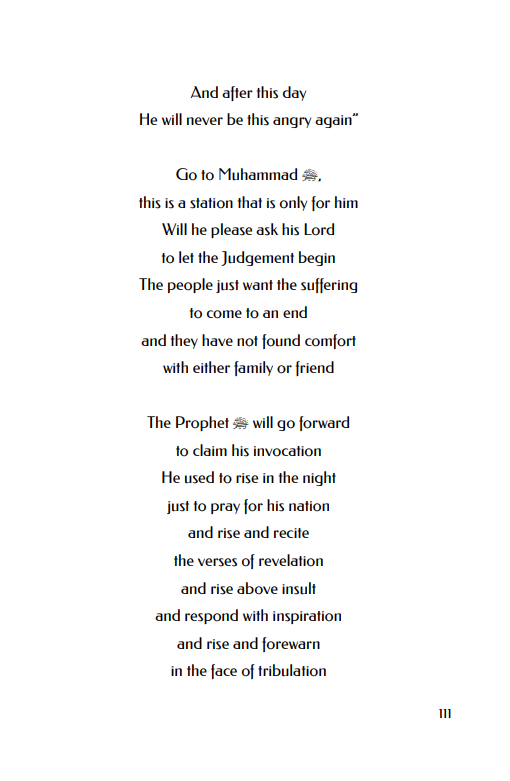 And after this day
He will never be this angry again”
Go to Muhammad ﷺ,
this is a station that is only for him
Will he please ask his Lord
to let the Judgement begin
The people just want the suffering
to come to an end
and they have not found comfort
with either family or friend
The Prophet ﷺ will go forward
to claim his invocation
He used to rise in the night
just to pray for his nation
and rise and recite
the verses of revelation
and rise above insult
and respond with inspiration
and rise and forewarn
in the face of tribulation
111